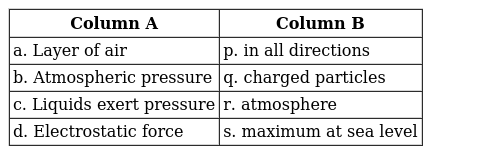 Column A Column B
a. Layer of air p. in all directions
b. Atmospheric pressure q. charged particles
c. Liquids exert pressure r. atmosphere
d. Electrostatic force s. maximum at sea level